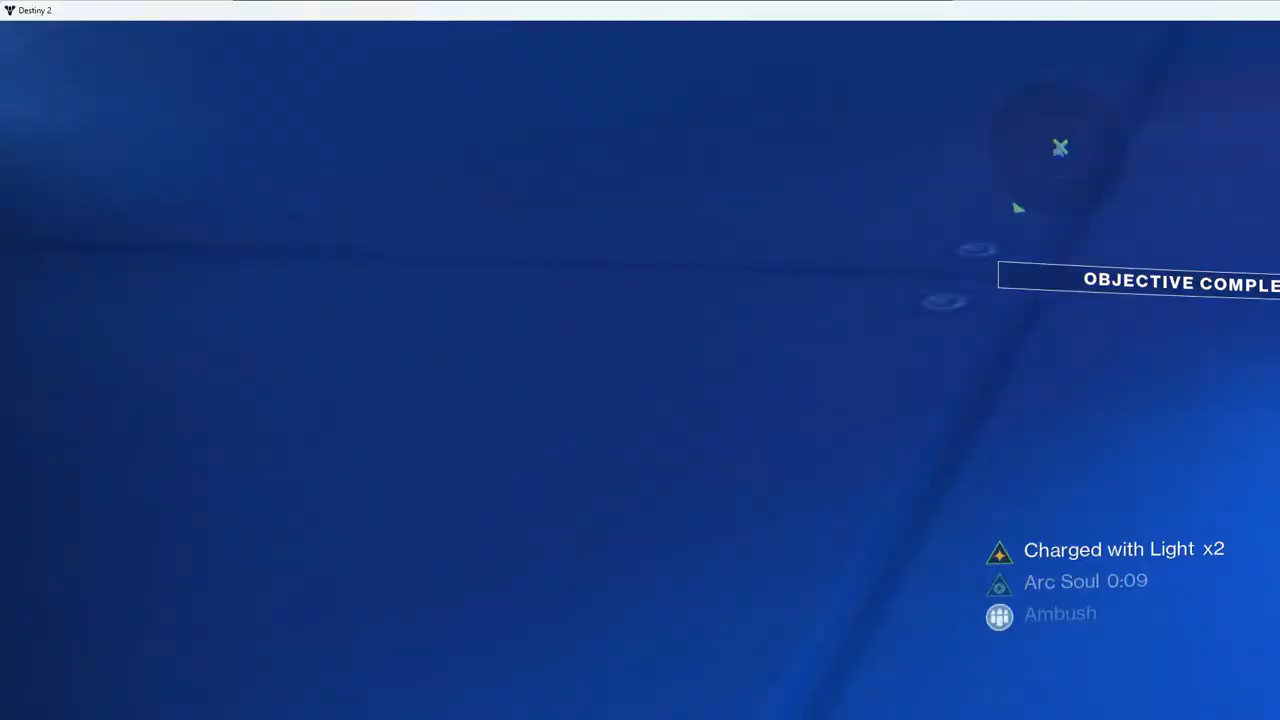 Destiny 2
OBJECTIVE COMPLE
Charged with Light x2
Arc Soul 0:09
Ambush